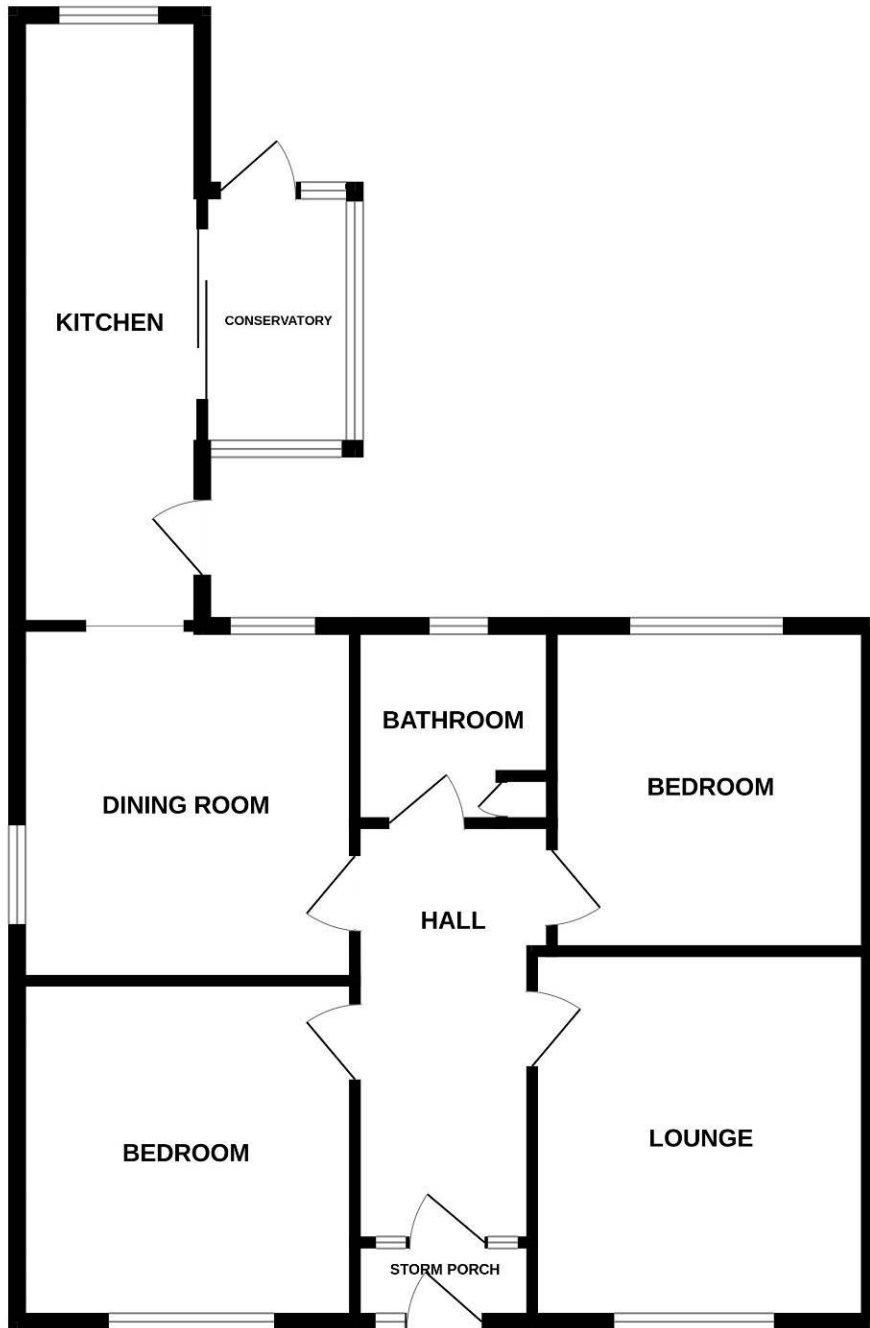 KITCHEN
CONSERVATORY
BATHROOM
BEDROOM
DINING ROOM
HALL
BEDROOM
LOUNGE
STORM PORCH